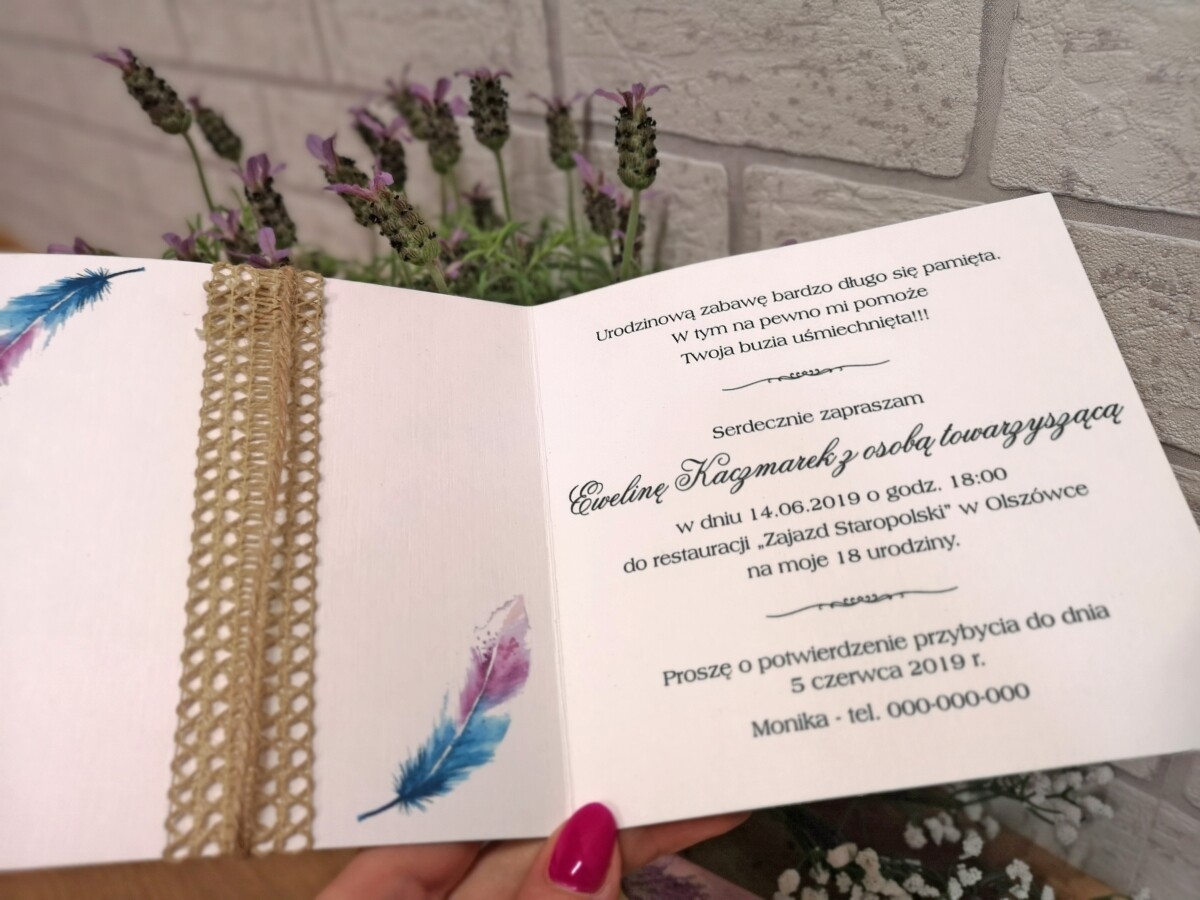 Urodzinową zabawę bardzo długo się pamięta.
W tym na pewno mi pomoże
Twoja buzia uśmiechnięta!!!
Serdecznie zapraszam
Ewelinę Kaczmarek z osobą towarzyszącą
w dniu 14.06.2019 o godz. 18:00
do restauracji „Zajazd Staropolski” w Olszówce
na moje 18 urodziny.
Proszę o potwierdzenie przybycia do dnia
5 czerwca 2019 r.
Monika - tel. 000-000-000